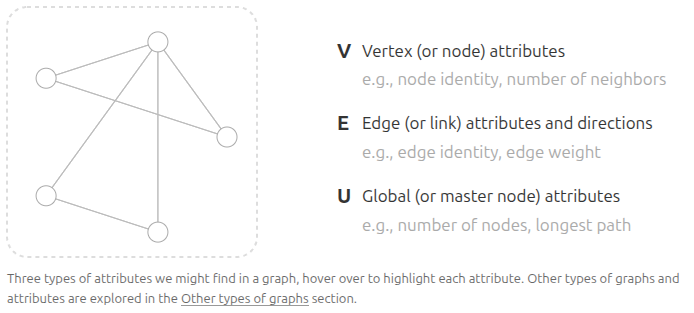 V Vertex (or node) attributes
e.g., node identity, number of neighbors
E Edge (or link) attributes and directions
e.g., edge identity, edge weight
U Global (or master node) attributes
e.g., number of nodes, longest path
Three types of attributes we might find in a graph, hover over to highlight each attribute. Other types of graphs and
attributes are explored in the Other types of graphs section.